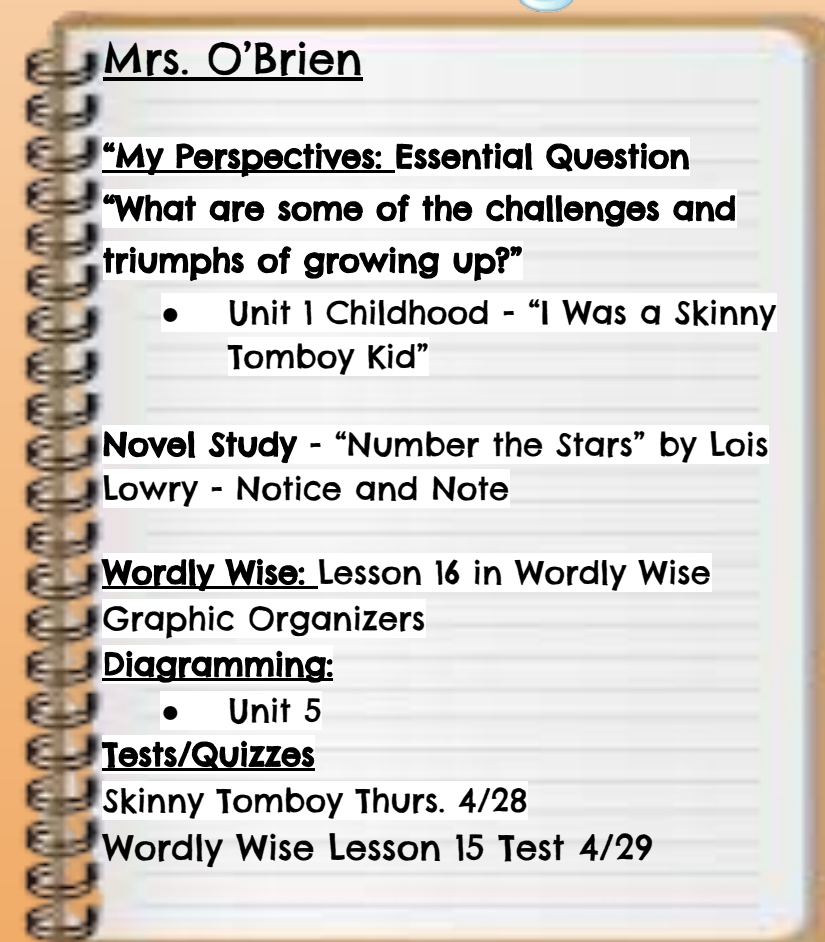 Mrs. O’Brien
“My Perspectives: Essential Question
“What are some of the challenges and
triumphs of growing up?”
● Unit 1 Childhood - “I Was a Skinny
Tomboy Kid”
Novel Study - “Number the Stars” by Lois
Lowry - Notice and Note
Wordly Wise: Lesson 16 in Wordly Wise
Graphic Organizers
Diagramming:
● Unit 5
Tests/Quizzes
Skinny Tomboy Thurs. 4/28
Wordly Wise Lesson 15 Test 4/29